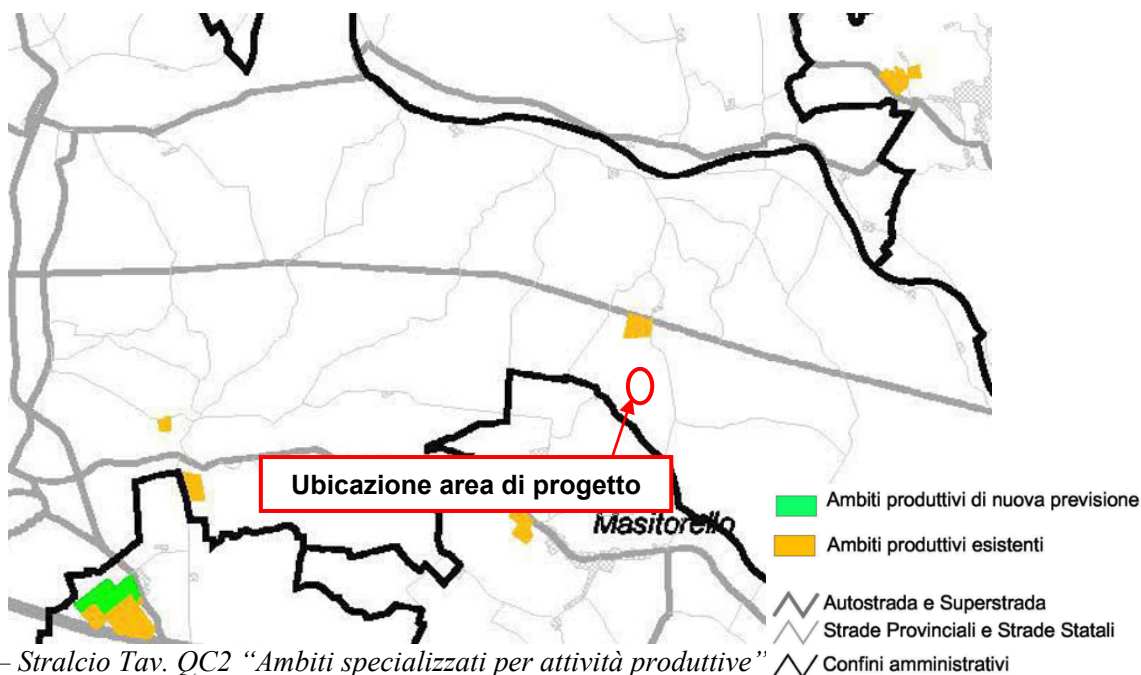 Ubicazione area di progetto
Masitorello
Ambiti produttivi di nuova previsione
Ambiti produttivi esistenti
Autostrada e Superstrada
Strade Provinciali e Strade Statali
Confini amministrativi
– Stralcio Tav. QC2 “Ambiti specializzati per attività produttive”